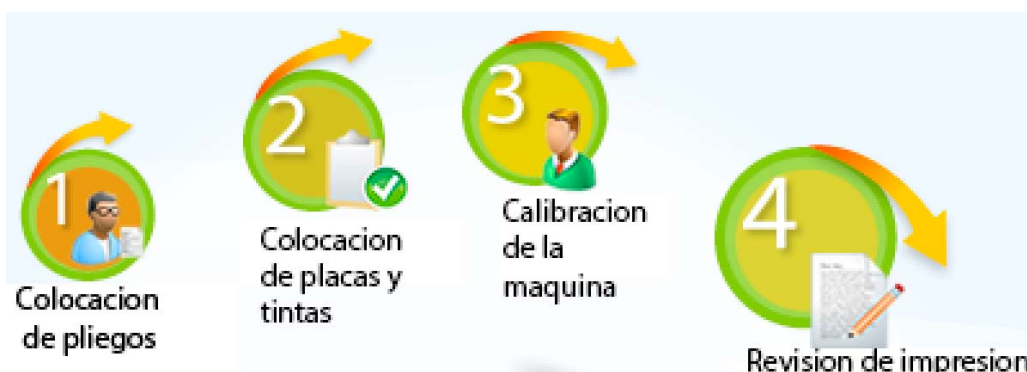 1
Colocacion
de pliegos
2
Colocacion
de placas y
tintas
3
Calibracion
de la
maquina
4
Revision de impresion